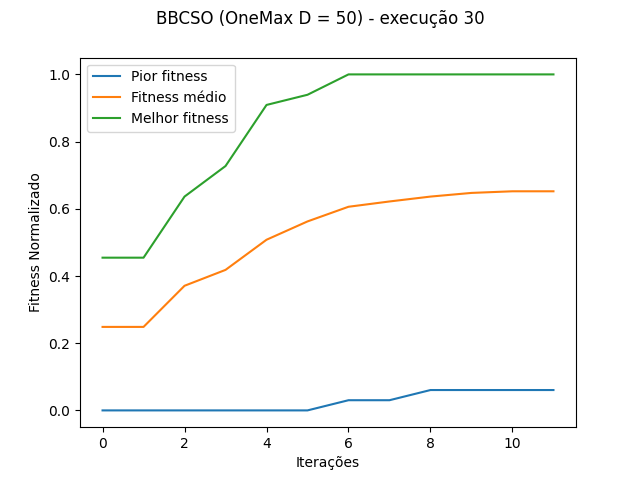 BBCSO (OneMax D = 50) - execução 30
Pior fitness
Fitness médio
Melhor fitness
Fitness Normalizado
1.0
0.8
0.6
0.4
0.2
0.0
0 2 4 6 8 10
Iterações